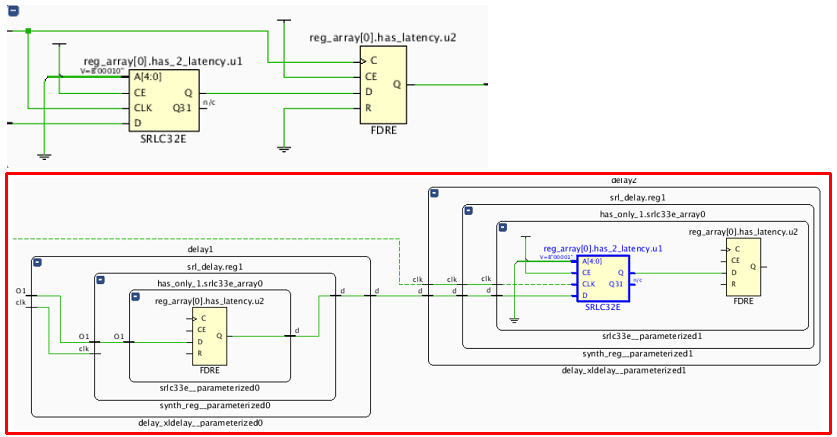 reg_array[0].has_latency.u2
reg_array[0].has_2_latency.u1
V=B"00010"
A[4:0]
CE
Q
CLK
Q31
n/c
D
SRLC32E
C
CE
Q
D
R
FDRE
delay2
srl_delay.reg1
has_only_1.srlc33e_array0
reg_array[0].has_latency.u2
reg_array[0].has_2_latency.u1
V=B"00001"
A[4:0]
CE
Q
CLK
Q31
n/c
D
SRLC32E
C
CE
Q
D
R
FDRE
clk
clk
clk
d
d
d
srlc33e__parameterized1
synth_reg__parameterized1
delay_xldelay__parameterized1
delay1
srl_delay.reg1
has_only_1.srlc33e_array0
reg_array[0].has_latency.u2
C
CE
Q
D
R
FDRE
O1
clk
O1
clk
O1
d
d
d
srlc33e__parameterized0
synth_reg__parameterized0
delay_xldelay__parameterized0